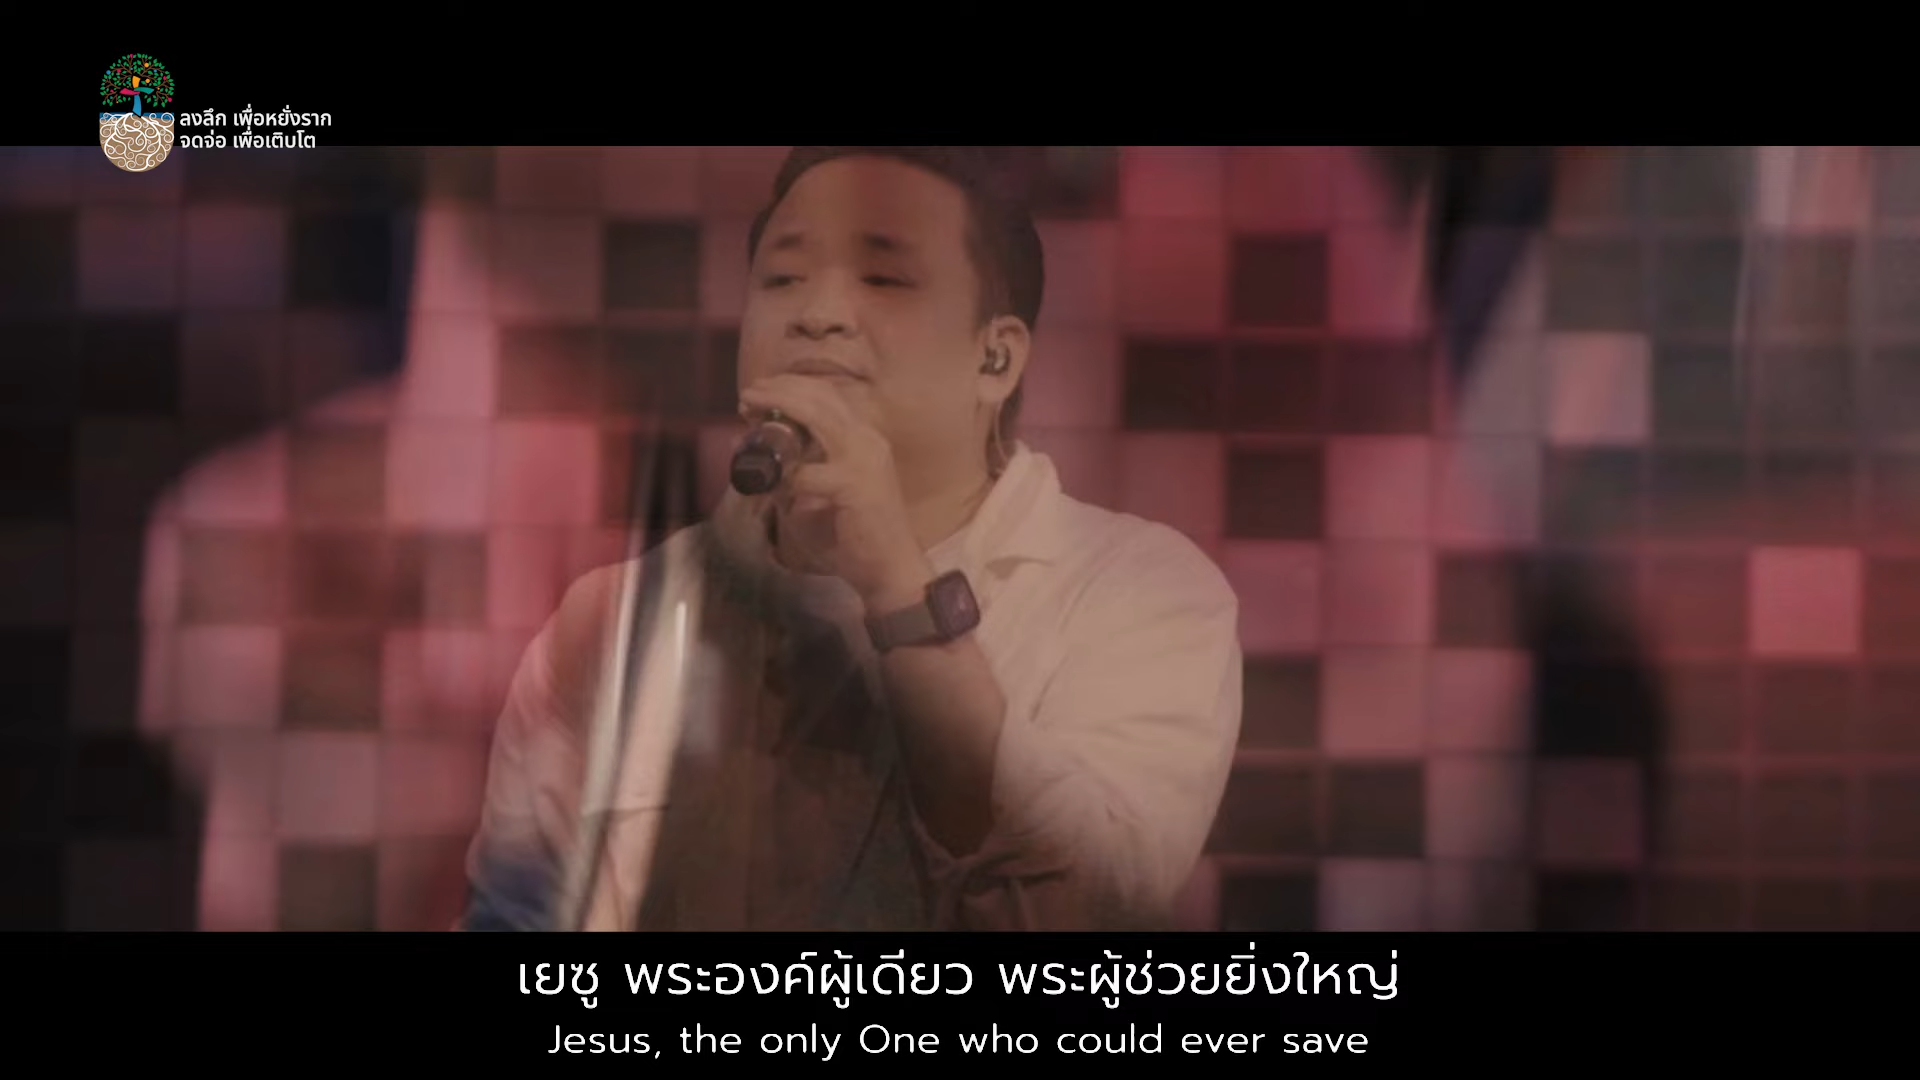 ลงลึก เพื่อหยั่งราก
จดจ่อ เพื่อเติบโต
เยซู พระองค์ผู้เดียว พระผู้ช่วยยิ่งใหญ่
Jesus, the only One who could ever save